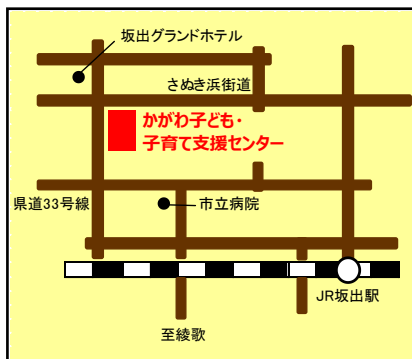 坂出グランドホテル
さぬき浜街道
かがわ子ども・
子育て支援センター
県道33号線
市立病院
JR坂出駅
至綾歌